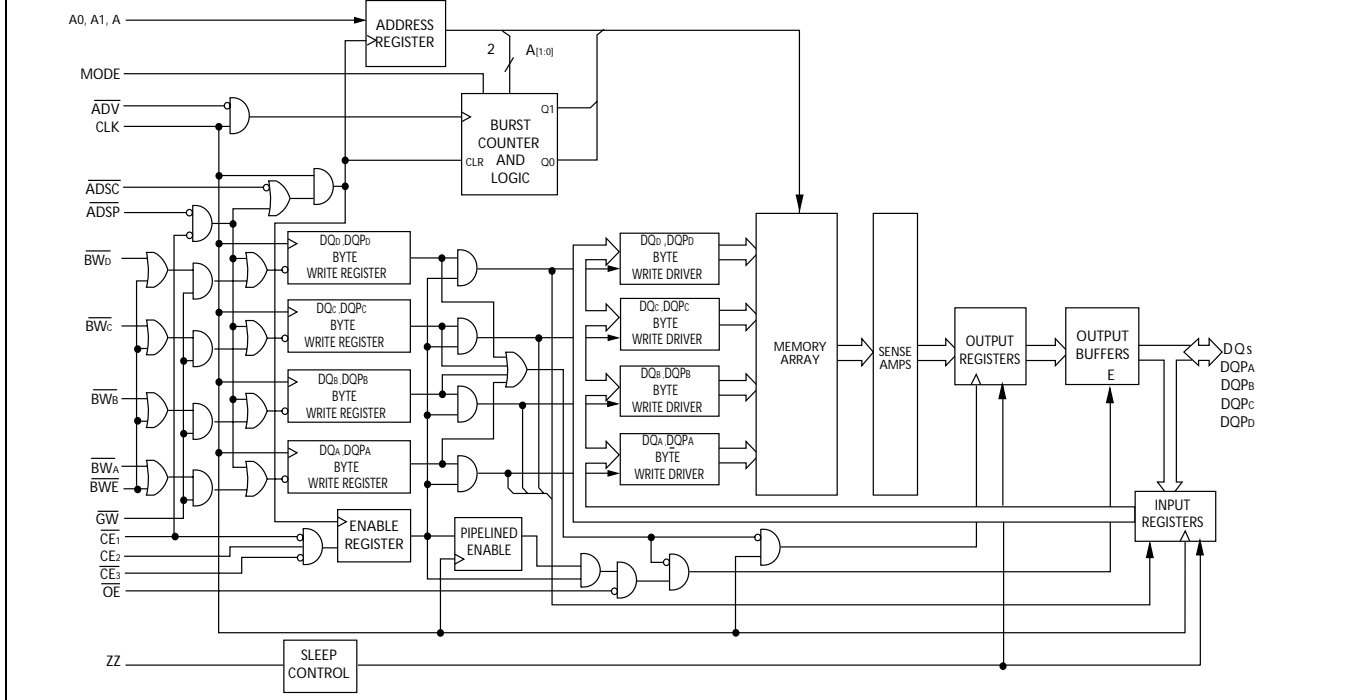 A0, A1, A
ADDRESS
REGISTER
2
A[1:0]
MODE
ADV
CLK
BURST
COUNTER
AND
LOGIC
CLR
Q1
Q0
ADSC
ADSP
BWD
BWC
BWB
BWA
BWE
GW
CE1
CE2
CE3
OE
ZZ
DQD ,DQPD
BYTE
WRITE REGISTER
DQC ,DQPC
BYTE
WRITE REGISTER
DQB ,DQPB
BYTE
WRITE REGISTER
DQA ,DQPA
BYTE
WRITE REGISTER
ENABLE
REGISTER
PIPELINED
ENABLE
SLEEP
CONTROL
DQD ,DQPD
BYTE
WRITE DRIVER
DQC ,DQPC
BYTE
WRITE DRIVER
DQB ,DQPB
BYTE
WRITE DRIVER
DQA ,DQPA
BYTE
WRITE DRIVER
MEMORY
ARRAY
SENSE
AMPS
OUTPUT
REGISTERS
OUTPUT
BUFFERS
E
DQs
DQPA
DQPB
DQPC
DQPD
INPUT
REGISTERS